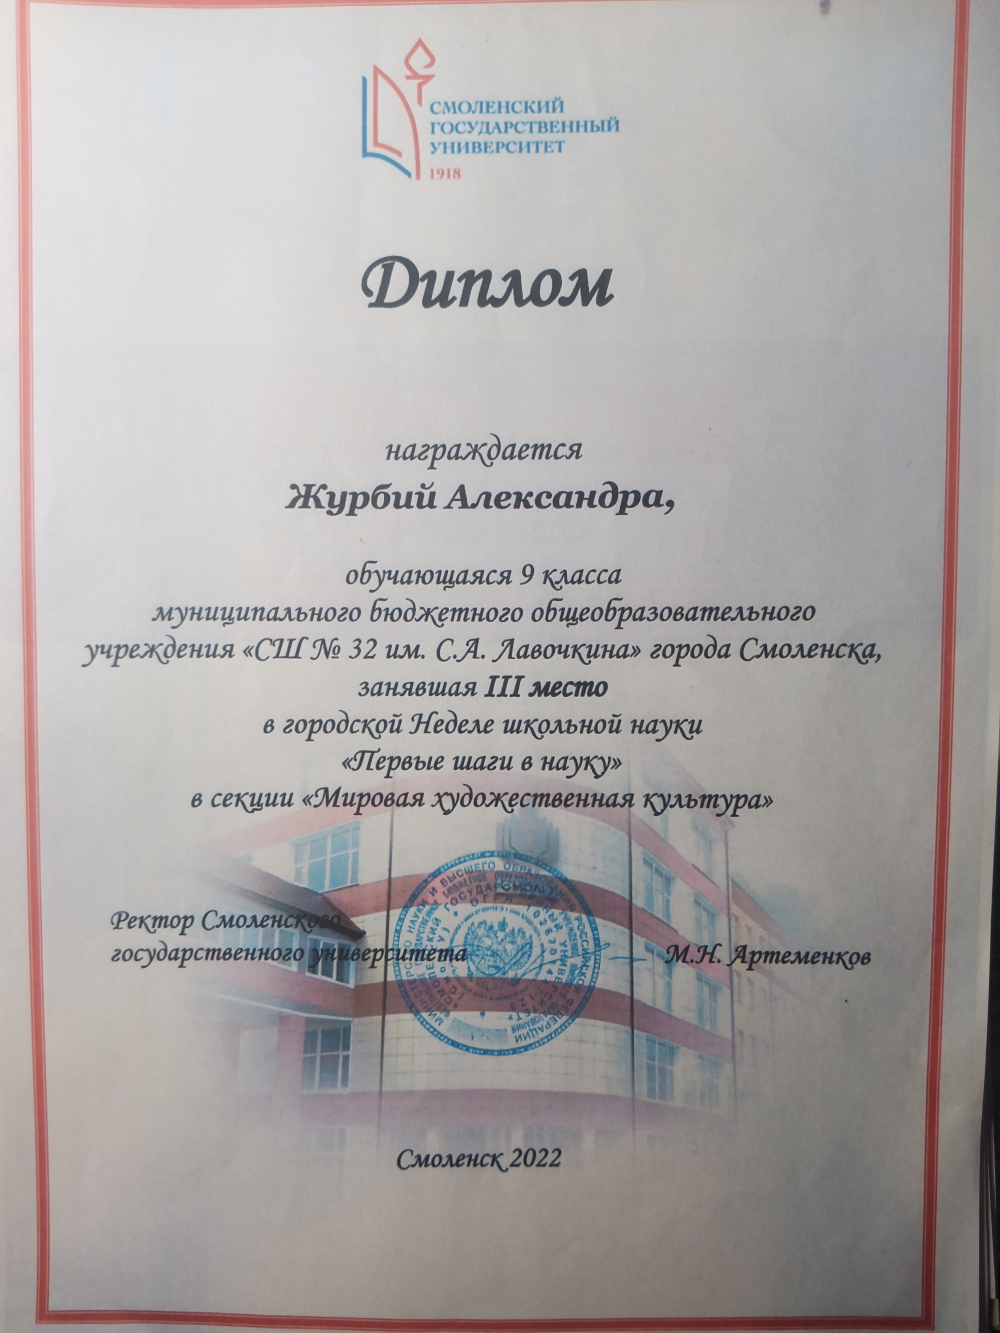 СМОЛЕНСКИЙ
ГОСУДАРСТВЕННЫЙ
УНИВЕРСИТЕТ
1918
Диплом
награждается
Журбий Александра,
обучающаяся 9 класса
муниципального бюджетного общеобразовательного
учреждения «СШ № 32 им. С.А. Лавочкина» города Смоленска,
занявшая III место
в городской Неделе школьной науки
«Первые шаги в науку»
в секции «Мировая художественная культура»
Ректор Смоленского
государственного университета
М.Н. Артеменков
Смоленск 2022